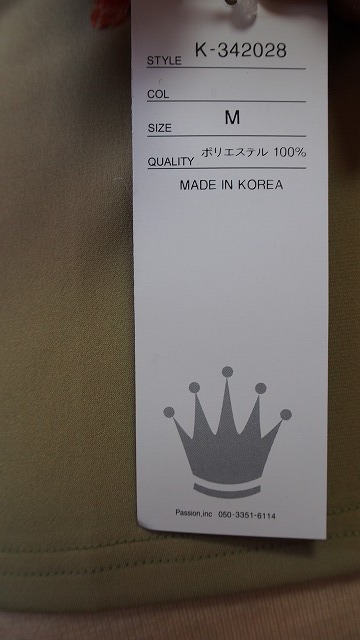 STYLE K-342028
COL
SIZE M
QUALITY ポリエステル 100%
MADE IN KOREA
Passion,inc 050-3351-6114